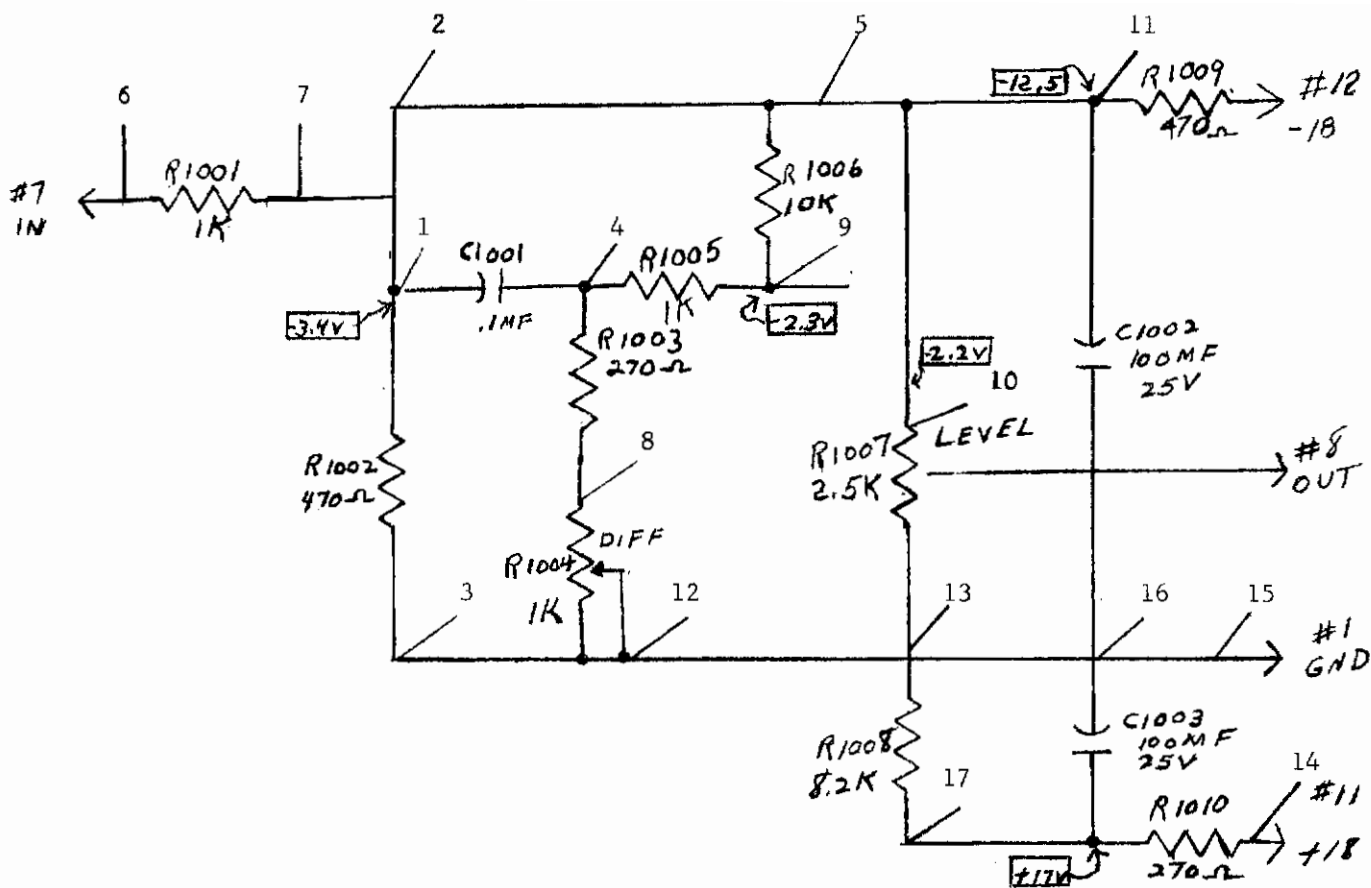 2
5
11
-12,5
R1009
470Ω
#12
-18
6
7
R1001
1K
#7
IN
R1006
10K
1
C1001
.1MF
4
R1005
1K
9
-3.4V
-2.3V
R1003
270Ω
C1002
100MF
25V
-2.2V
10
LEVEL
R1007
2.5K
8
R1002
470Ω
#8
OUT
DIFF
R1004
1K
3
12
13
16
15
#1
GND
R1008
8.2K
C1003
100MF
25V
17
14
#11
+18
R1010
270Ω
+17V